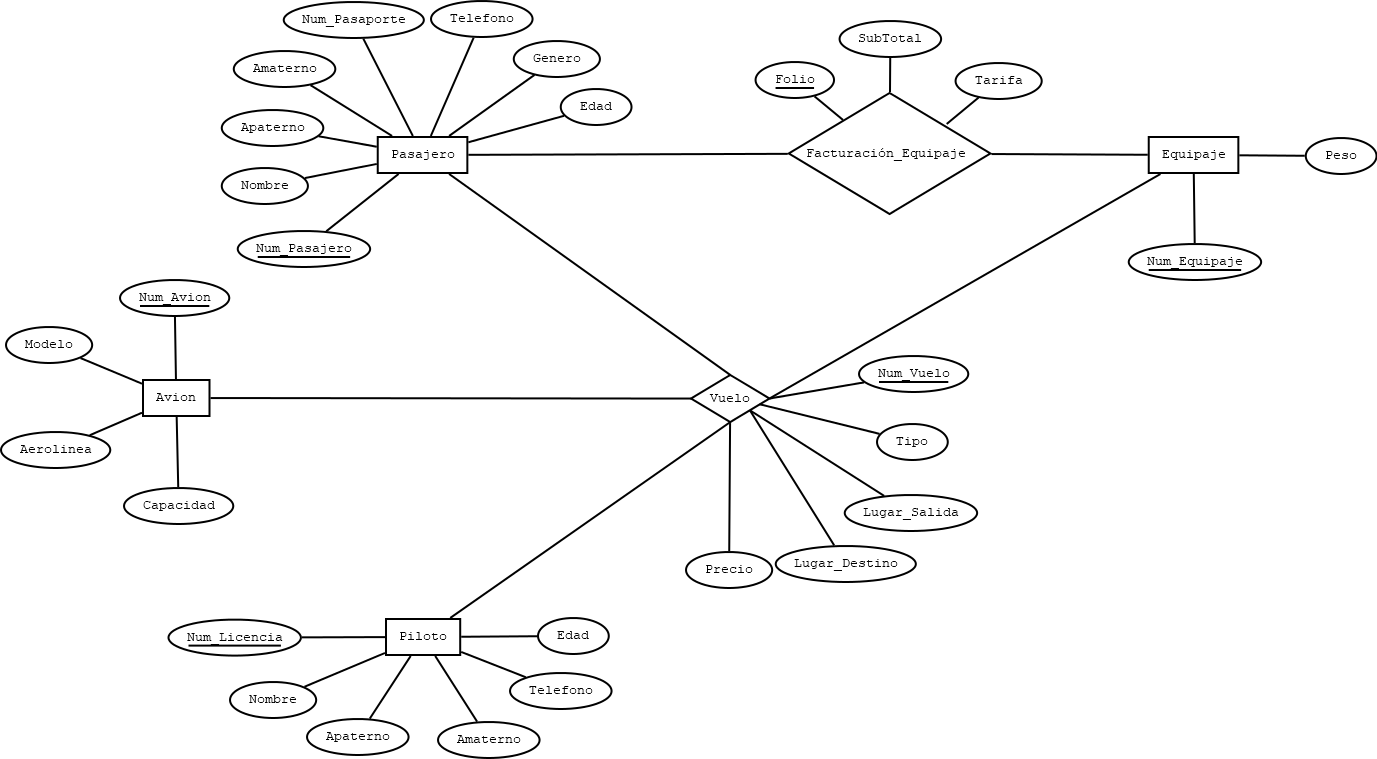 Num_Pasaporte
Telefono
SubTotal
Amaterno
Genero
Folio
Tarifa
Edad
Apaterno
Pasajero
Facturación_Equipaje
Equipaje
Peso
Nombre
Num_Pasajero
Num_Equipaje
Num_Avion
Modelo
Num_Vuelo
Avion
Vuelo
Tipo
Aerolinea
Capacidad
Lugar_Salida
Precio
Lugar_Destino
Num_Licencia
Piloto
Edad
Nombre
Telefono
Apaterno
Amaterno